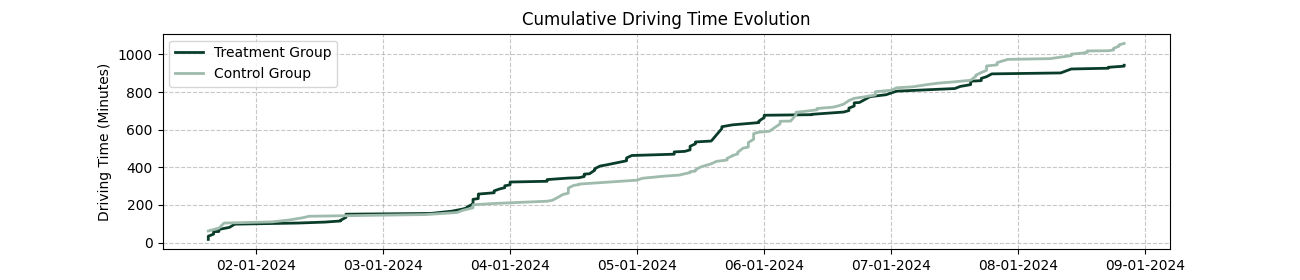 Cumulative Driving Time Evolution
Treatment Group
Control Group
Driving Time (Minutes)
1000
800
600
400
200
0
02-01-2024 03-01-2024 04-01-2024 05-01-2024 06-01-2024 07-01-2024 08-01-2024 09-01-2024